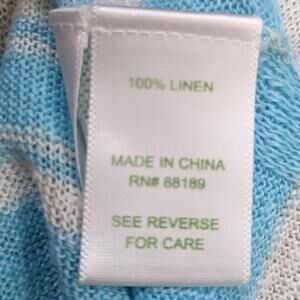 100% LINEN
MADE IN CHINA
RN# 88189
SEE REVERSE
FOR CARE